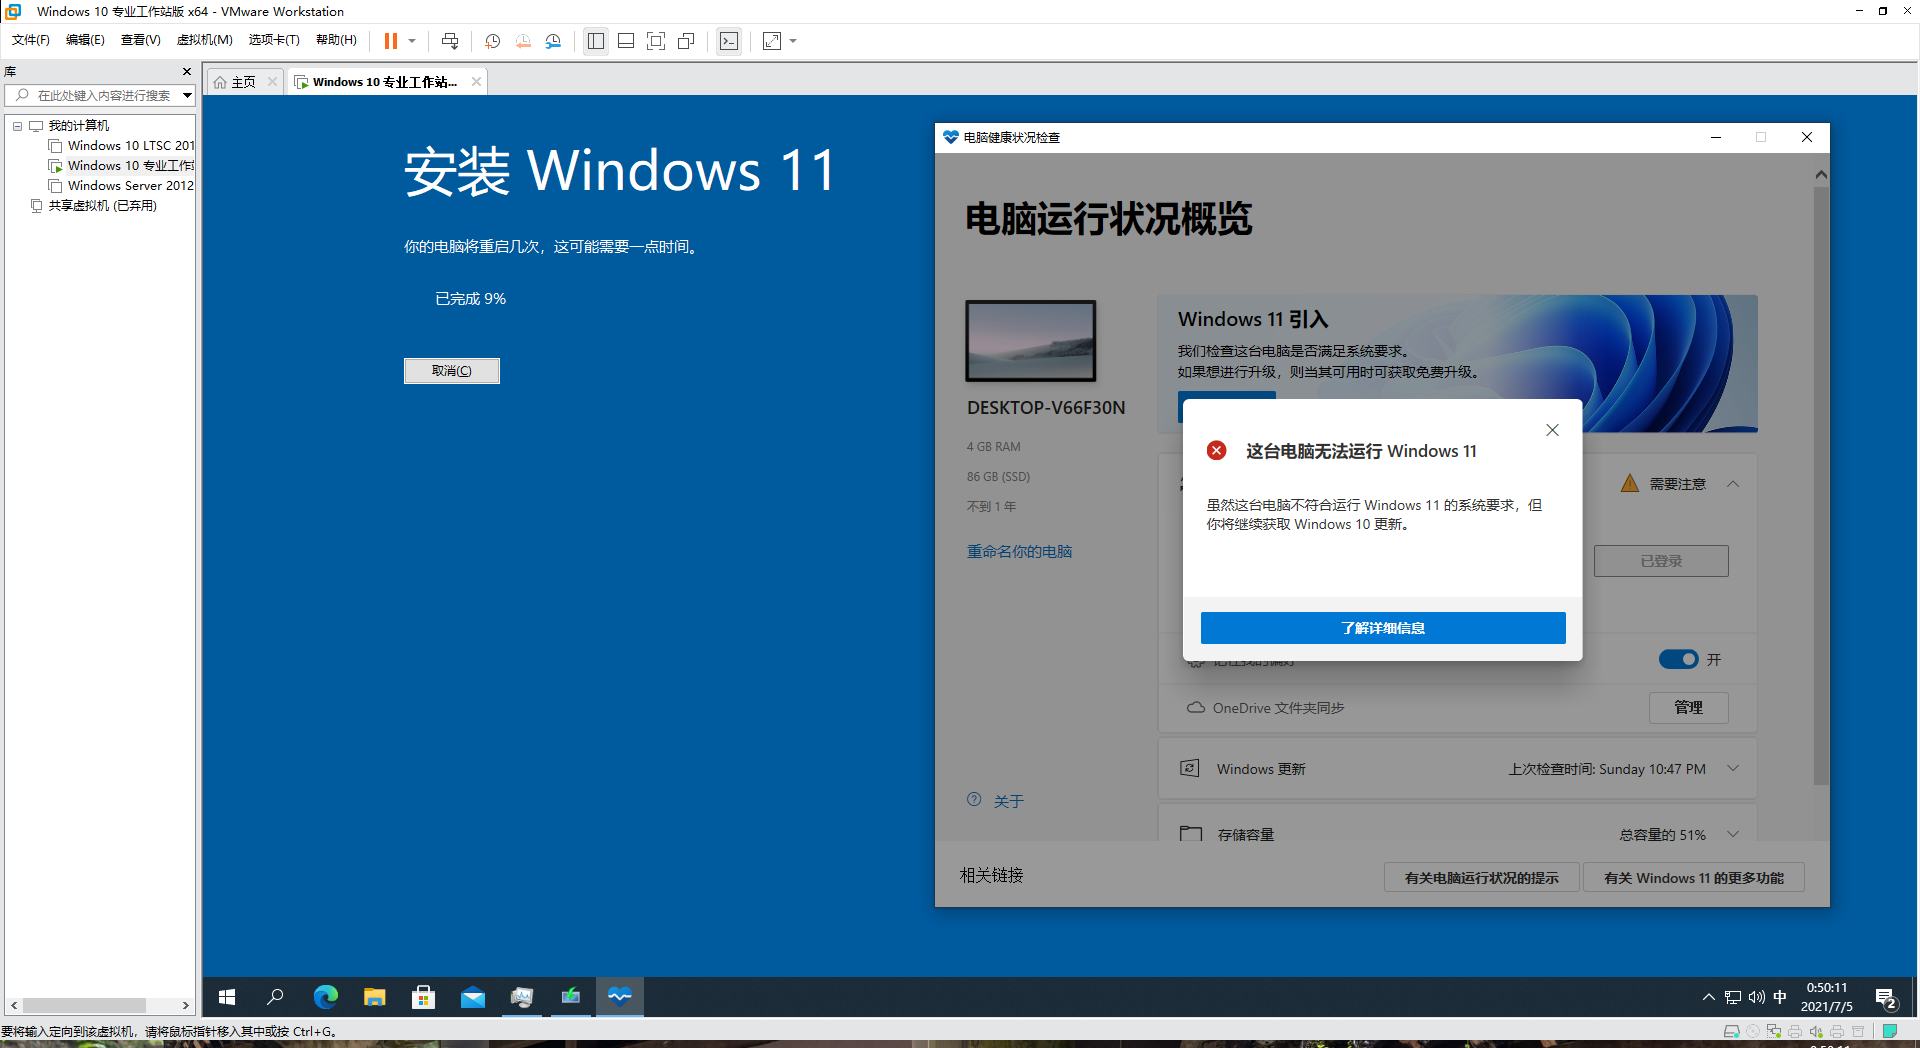 Windows 10 专业工作站版 x64 - VMware Workstation
文件(F) 编辑(E) 查看(V) 虚拟机(M) 选项卡(T) 帮助(H)
库
在此处键入内容进行搜索
我的计算机
Windows 10 LTSC 201
Windows 10 专业工作站
Windows Server 2012
共享虚拟机 (已弃用)
主页
Windows 10 专业工作站...
安装 Windows 11
你的电脑将重启几次，这可能需要一点时间。
已完成 9%
取消(C)
电脑健康状况检查
电脑运行状况概览
DESKTOP-V66F30N
4 GB RAM
86 GB (SSD)
不到 1 年
重命名你的电脑
关于
Windows 11 引入
我们检查这台电脑是否满足系统要求。
如果想进行升级，则当其可用时可获取免费升级。
这台电脑无法运行 Windows 11
虽然这台电脑不符合运行 Windows 11 的系统要求，但
你将继续获取 Windows 10 更新。
了解详细信息
需要注意
已登录
记住我的偏好
开
OneDrive 文件夹同步
管理
Windows 更新
上次检查时间: Sunday 10:47 PM
存储容量
总容量的 51%
相关链接
有关电脑运行状况的提示
有关 Windows 11 的更多功能
中
0:50:11
2021/7/5
2
要将输入定向到该虚拟机，请将鼠标指针移入其中或按 Ctrl+G。